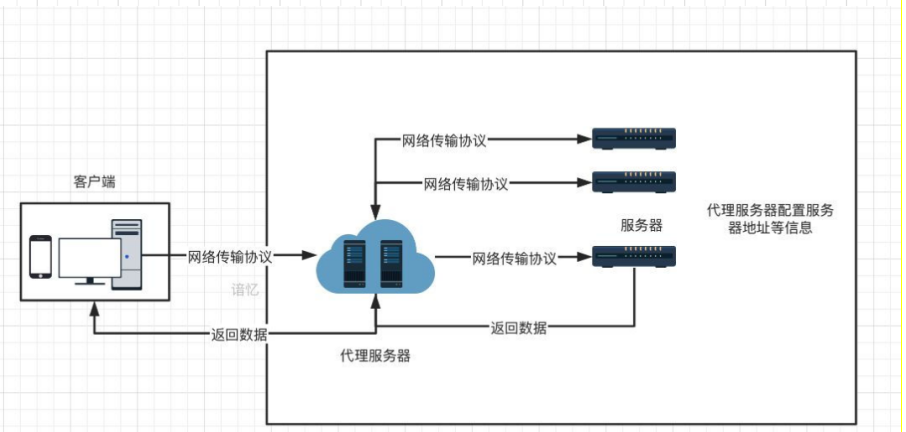 网络传输协议
客户端
网络传输协议
代理服务器配置服务
器地址等信息
服务器
网络传输协议
网络传输协议
谙忆
返回数据
返回数据
代理服务器